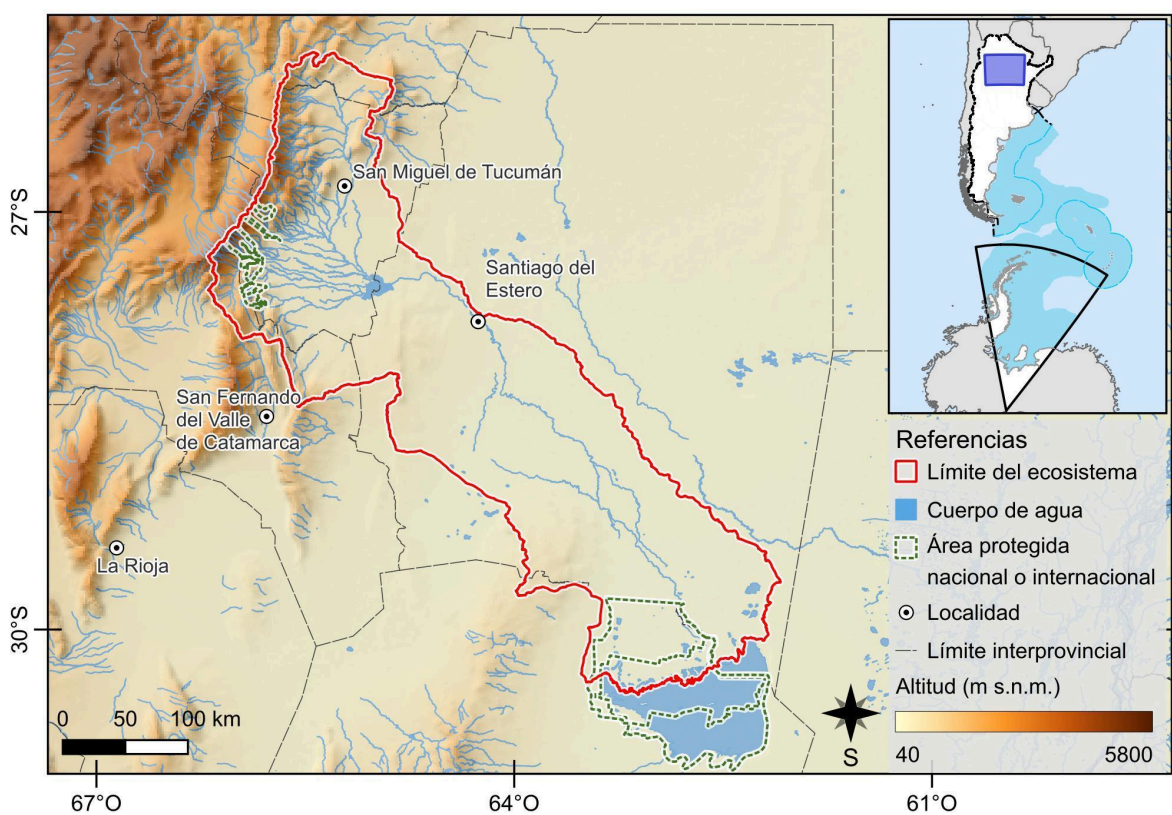 27°S
30°S
67°O
64°O
61°O
San Miguel de Tucumán
Santiago del
Estero
San Fernando
del Valle
de Catamarca
La Rioja
0 50 100 km
S
Referencias
Límite del ecosistema
Cuerpo de agua
Área protegida
nacional o internacional
Localidad
Límite interprovincial
Altitud (m s.n.m.)
40 5800